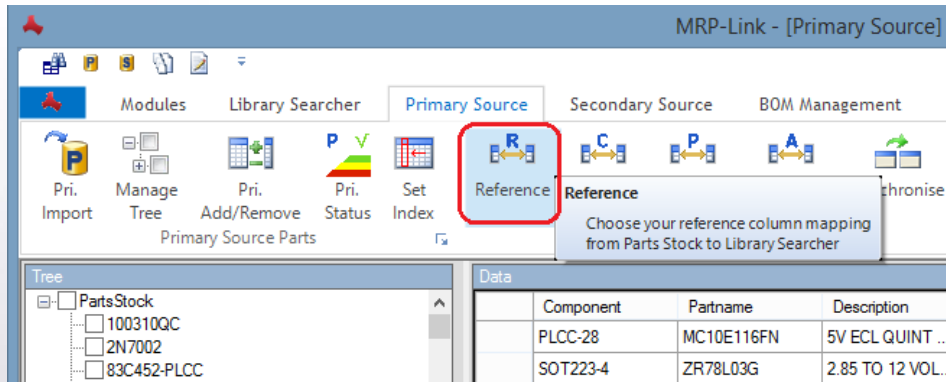 MRP-Link - [Primary Source]
P S
Modules Library Searcher Primary Source Secondary Source BOM Management
P P √ R C P A
Pri. Import Manage Tree Pri. Add/Remove Pri. Status Set Index Reference
Primary Source Parts
Reference
Choose your reference column mapping
from Parts Stock to Library Searcher
Tree Data
PartsStock
100310QC
2N7002
83C452-PLCC
Component Partname Description
PLCC-28 MC10E116FN 5V ECL QUINT ...
SOT223-4 ZR78L03G 2.85 TO 12 VOL...